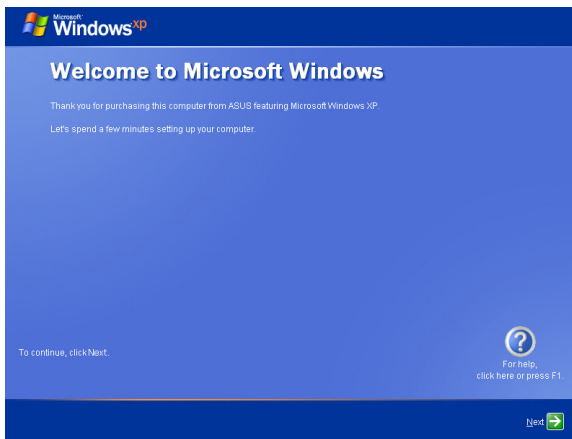 Microsoft®
Windows xp
Welcome to Microsoft Windows
Thank you for purchasing this computer from ASUS featuring Microsoft Windows XP.
Let's spend a few minutes setting up your computer.
To continue, click Next.
?
For help,
click here or press F1.
Next